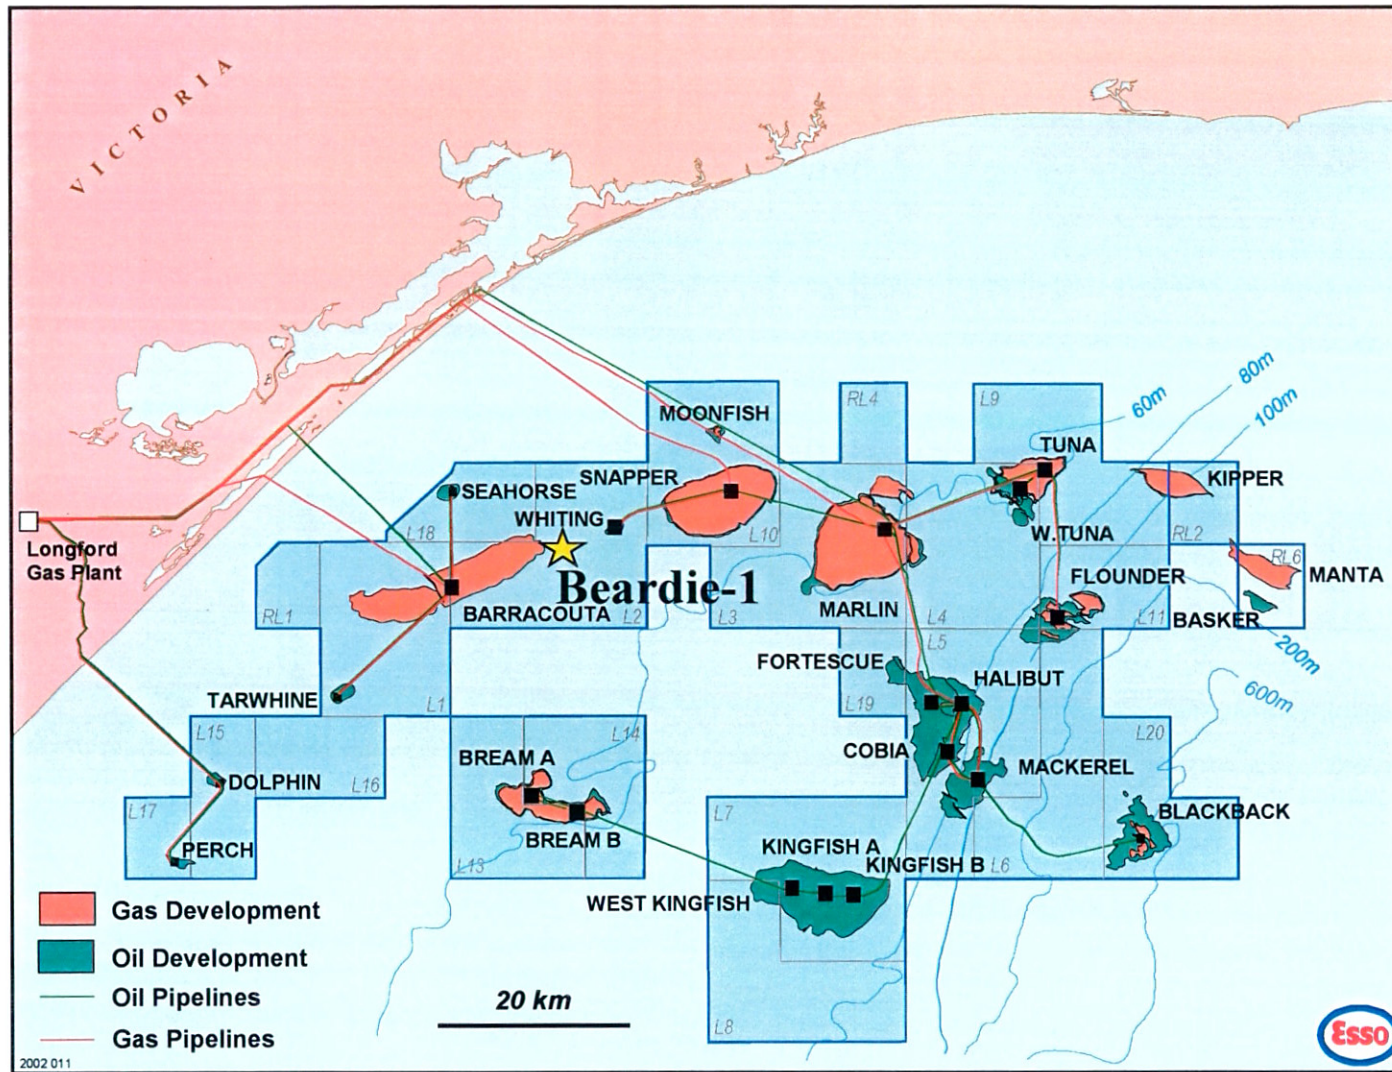 VICTORIA
80m
60m
100m
RL4
L9
MOONFISH
TUNA
SNAPPER
KIPPER
SEAHORSE
WHITING
W.TUNA
L18
L10
RL2
Longford
Gas Plant
RL6
Beardie-1
FLOUNDER
MANTA
MARLIN
BARRACOUTA
RL1
L2
L3
L4
L11
BASKER
L5
200m
FORTESCUE
HALIBUT
600m
TARWHINE
L1
L19
L15
L14
L20
COBIA
BREAM A
MACKEREL
DOLPHIN
L16
L17
L7
BLACKBACK
BREAM B
PERCH
KINGFISH A
KINGFISH B
L13
L6
WEST KINGFISH
Gas Development
Oil Development
Oil Pipelines
20 km
L8
Gas Pipelines
Esso
2002 011